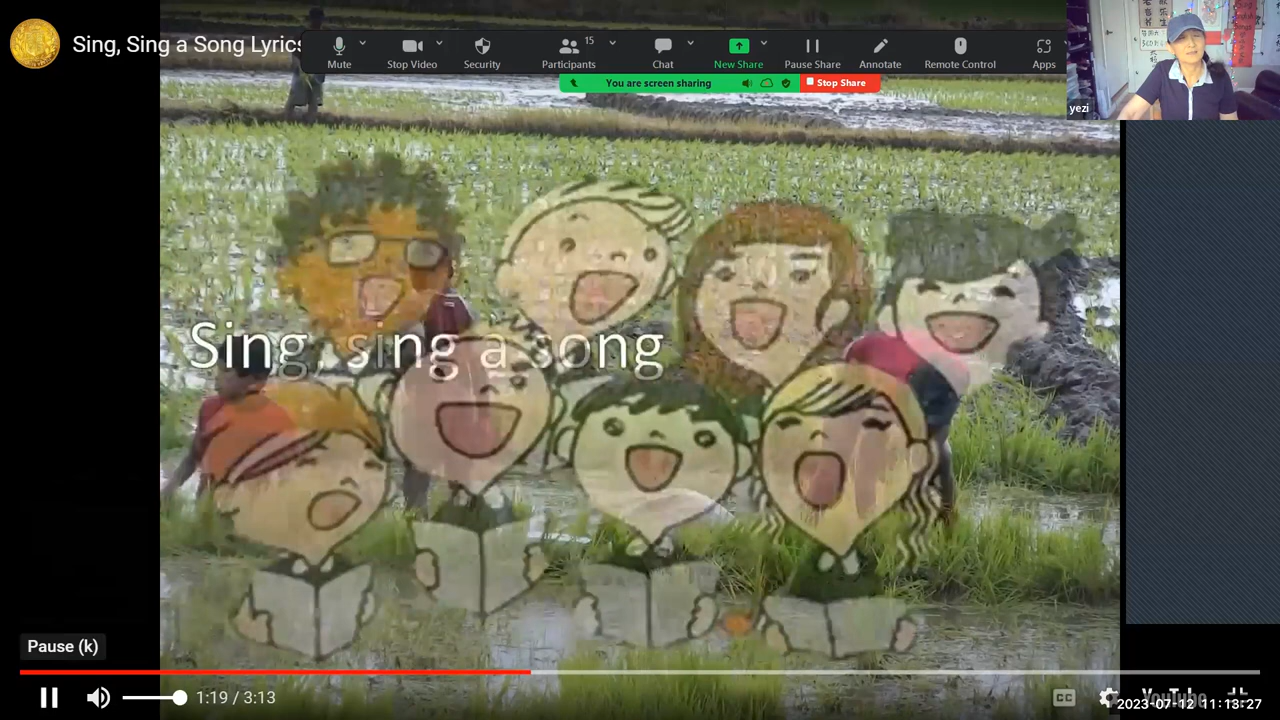 Sing, Sing a Song Lyrics
Mute
Stop Video
Security
15
Participants
Chat
New Share
Pause Share
Annotate
Remote Control
Apps
You are screen sharing
Stop Share
yezi
Sing, sing a song
Pause (k)
1:19 / 3:13
CC
YouTube
2023-07-12 11:13:27